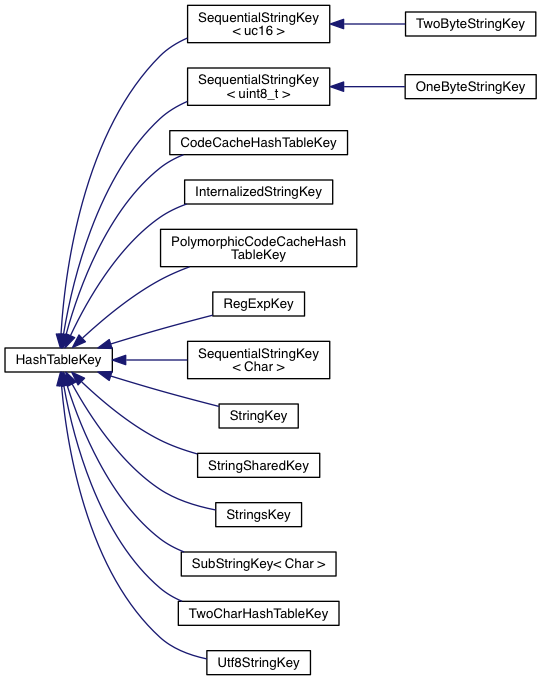 SequentialStringKey
< uc16 >
TwoByteStringKey
SequentialStringKey
< uint8_t >
OneByteStringKey
CodeCacheHashTableKey
InternalizedStringKey
PolymorphicCodeCacheHash
TableKey
RegExpKey
HashTableKey
SequentialStringKey
< Char >
StringKey
StringSharedKey
StringsKey
SubStringKey< Char >
TwoCharHashTableKey
Utf8StringKey